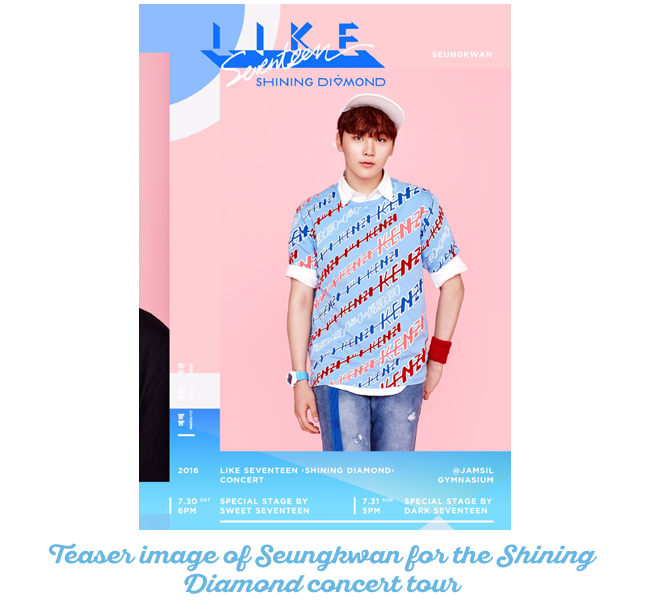 LIKE
Seventeen
SHINING DIAMOND
SEUNGKWAN
2016
LIKE SEVENTEEN ‹SHINING DIAMOND›
CONCERT
@JAMSIL
GYMNASIUM
7.30 SAT
6PM
SPECIAL STAGE BY
SWEET SEVENTEEN
7.31 SUN
5PM
SPECIAL STAGE BY
DARK SEVENTEEN
KENZO
Teaser image of Seungkwan for the Shining
Diamond concert tour